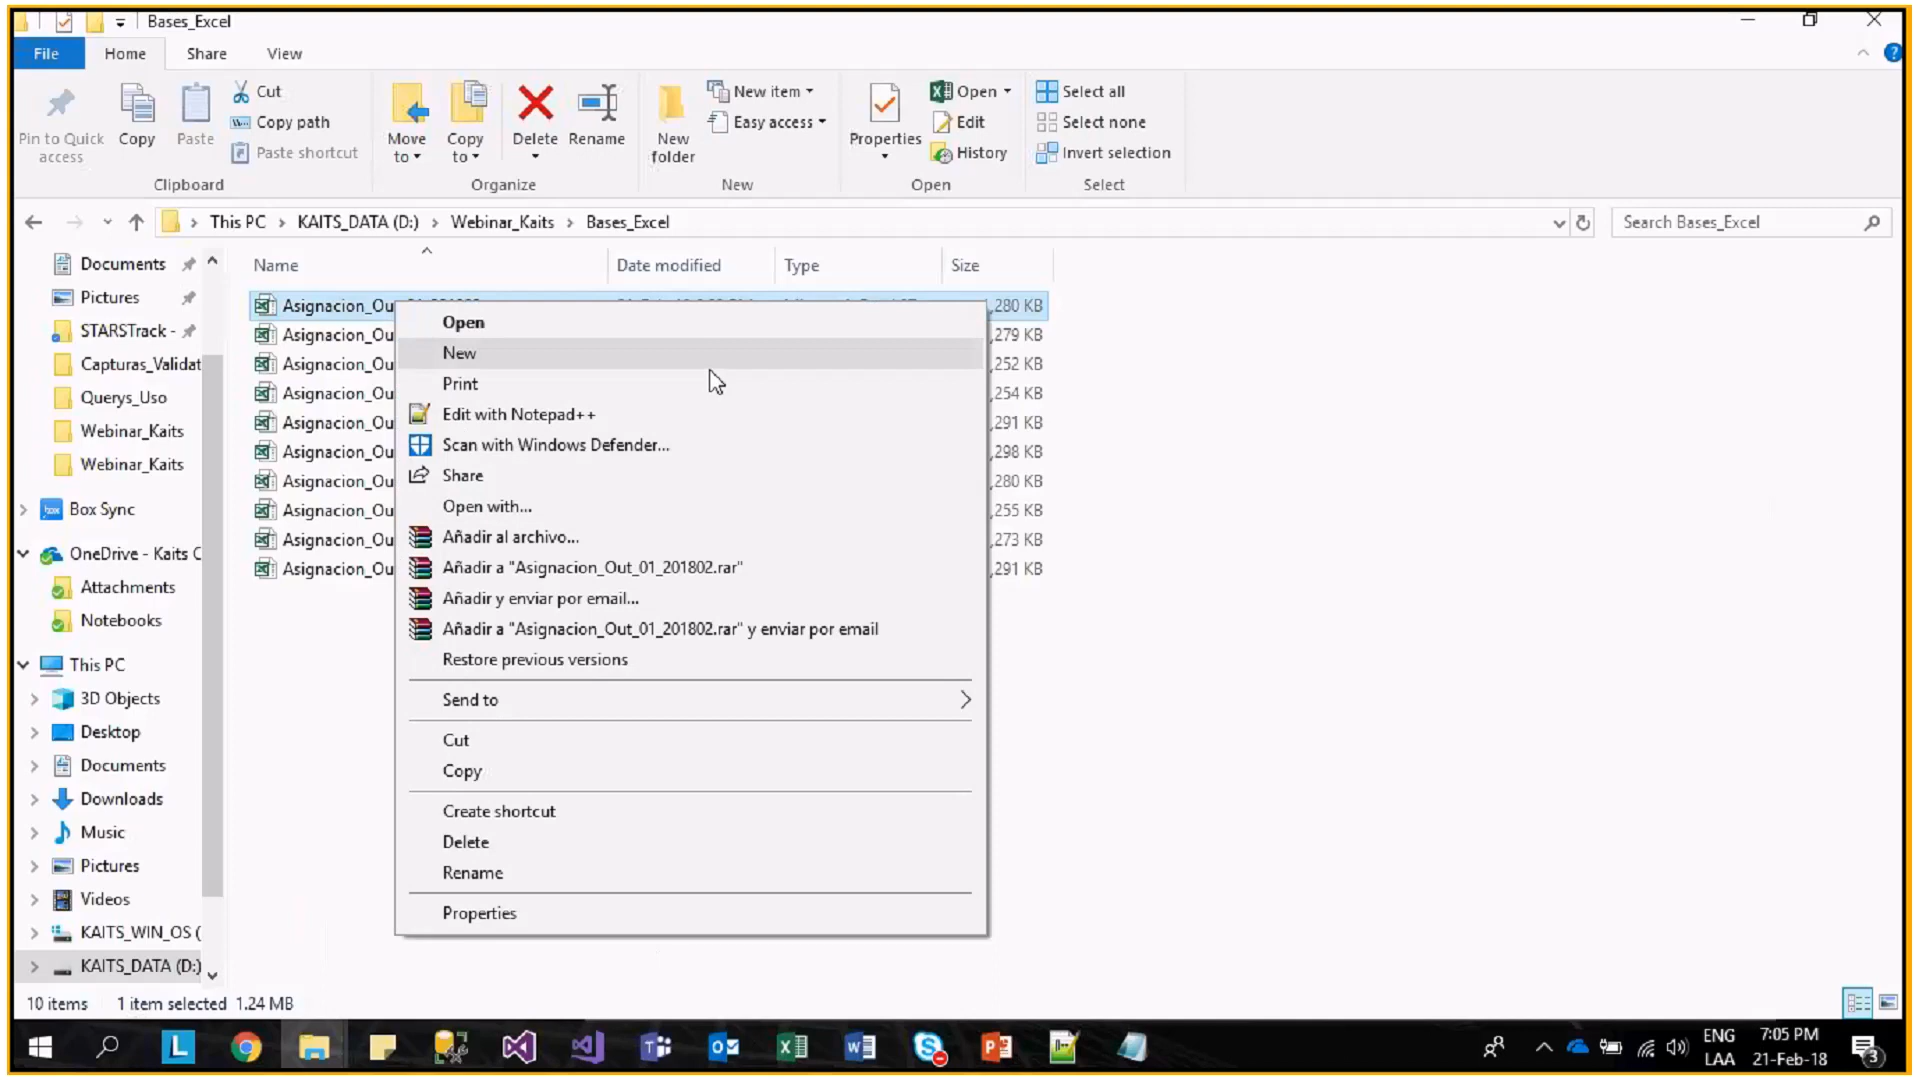 Bases_Excel
File Home Share View
Pin to Quick access
Copy
Paste
Cut
Copy path
Paste shortcut
Clipboard
Move to
Copy to
Delete
Rename
Organize
New folder
New item
Easy access
New
Properties
Open
Edit
History
Open
Select all
Select none
Invert selection
Select
This PC > KAITS_DATA (D:) > Webinar_Kaits > Bases_Excel
Search Bases_Excel
Documents
Pictures
STARSTrack -
Capturas_Validat
Querys_Uso
Webinar_Kaits
Webinar_Kaits
Box Sync
OneDrive - Kaits C
Attachments
Notebooks
This PC
3D Objects
Desktop
Documents
Downloads
Music
Pictures
Videos
KAITS_WIN_OS (
KAITS_DATA (D:)
Name Date modified Type Size
Asignacion_Ou ,280 KB
Asignacion_Ou ,279 KB
Asignacion_Ou ,252 KB
Asignacion_Ou ,254 KB
Asignacion_Ou ,291 KB
Asignacion_Ou ,298 KB
Asignacion_Ou ,280 KB
Asignacion_Ou ,255 KB
Asignacion_Ou ,273 KB
Asignacion_Ou ,291 KB
Open
New
Print
Edit with Notepad++
Scan with Windows Defender...
Share
Open with...
Añadir al archivo...
Añadir a "Asignacion_Out_01_201802.rar"
Añadir y enviar por email...
Añadir a "Asignacion_Out_01_201802.rar" y enviar por email
Restore previous versions
Send to
Cut
Copy
Create shortcut
Delete
Rename
Properties
10 items 1 item selected 1.24 MB
ENG
LAA
7:05 PM
21-Feb-18
3